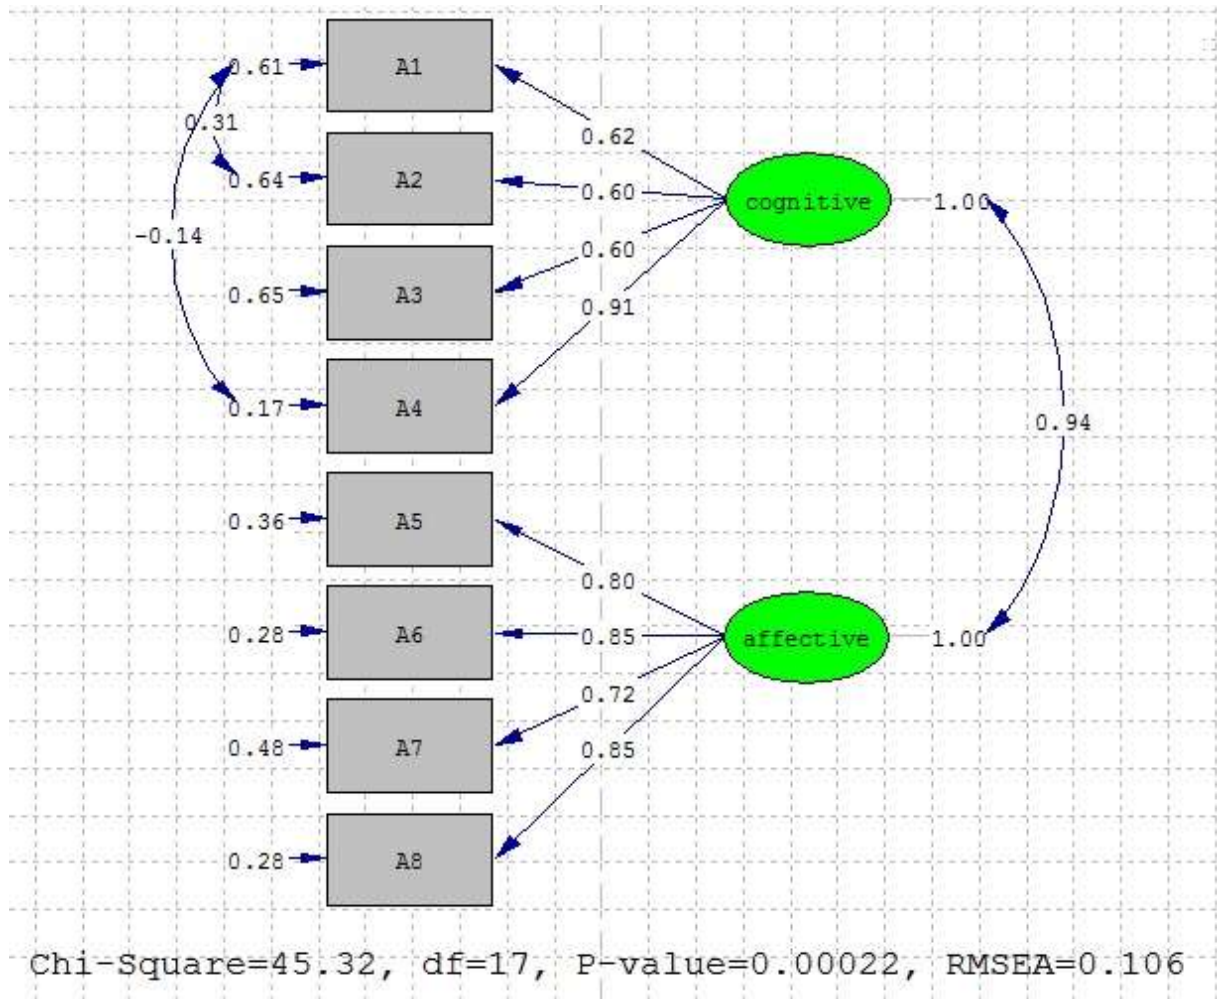 0.61
A1
0.31
0.62
0.64
A2
0.60
cognitive
1.00
-0.14
0.65
A3
0.60
0.91
0.17
A4
0.94
0.36
A5
0.80
0.28
A6
0.85
affective
1.00
0.72
0.48
A7
0.85
0.28
A8
Chi-Square=45.32, df=17, P-value=0.00022, RMSEA=0.106